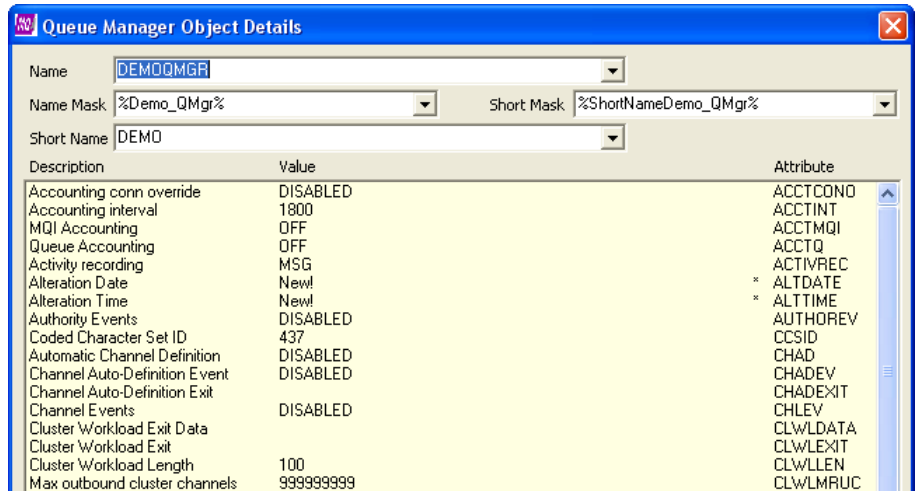 MQ Queue Manager Object Details
Name DEMOQMGR
Name Mask %Demo_QMgr% Short Mask %ShortNameDemo_QMgr%
Short Name DEMO
Description Value Attribute
Accounting conn override DISABLED ACCTCONO
Accounting interval 1800 ACCTINT
MQI Accounting OFF ACCTMQI
Queue Accounting OFF ACCTQ
Activity recording MSG ACTIVREC
Alteration Date New! * ALTDATE
Alteration Time New! * ALTTIME
Authority Events DISABLED AUTHOREV
Coded Character Set ID 437 CCSID
Automatic Channel Definition DISABLED CHAD
Channel Auto-Definition Event DISABLED CHADEV
Channel Auto-Definition Exit CHADEXIT
Channel Events DISABLED CHLEV
Cluster Workload Exit Data CLWLDATA
Cluster Workload Exit CLWLEXIT
Cluster Workload Length 100 CLWLLEN
Max outbound cluster channels 999999999 CLWLMRUC